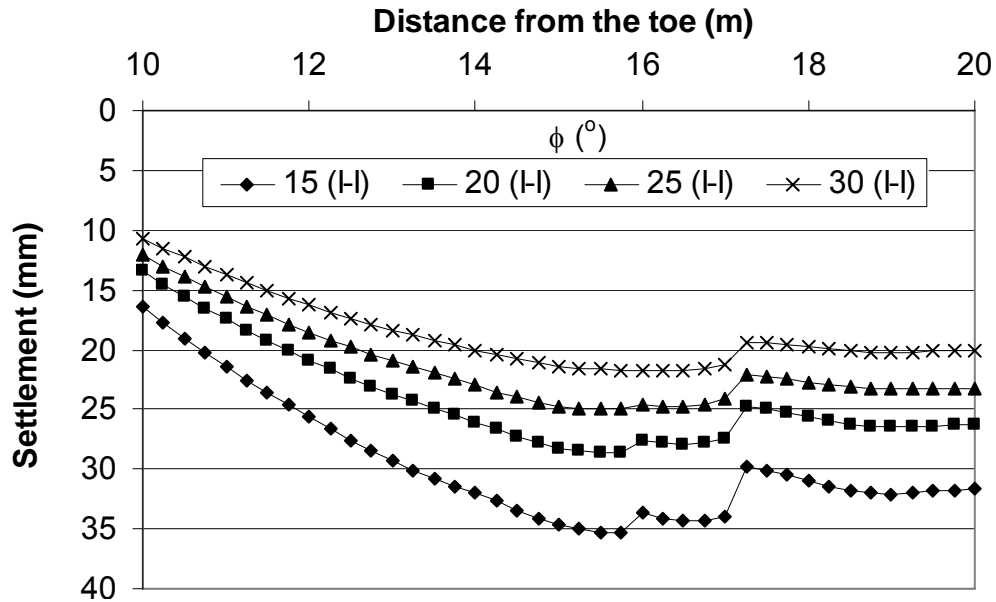 Distance from the toe (m)
10 12 14 16 18 20
0
ϕ (°)
15 (I-I) 20 (I-I) 25 (I-I) 30 (I-I)
5
10
15
20
25
30
35
40
Settlement (mm)